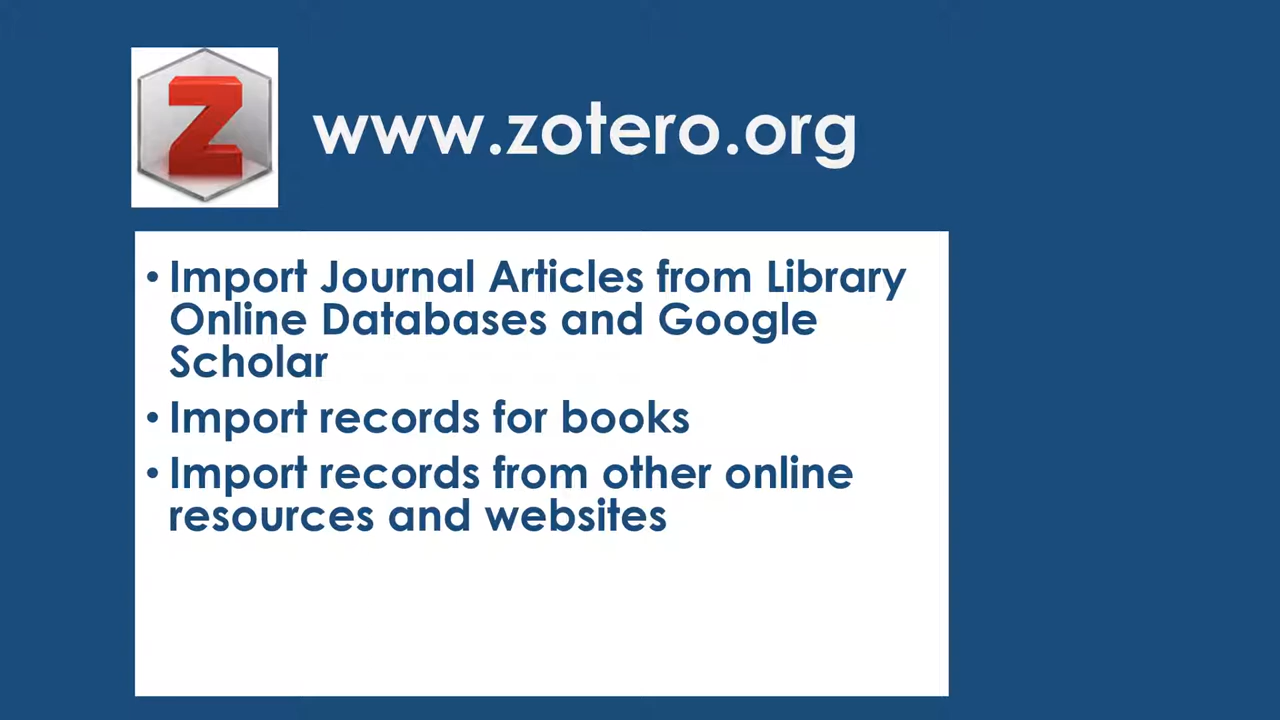 Z
www.zotero.org
• Import Journal Articles from Library
Online Databases and Google
Scholar
• Import records for books
• Import records from other online
resources and websites